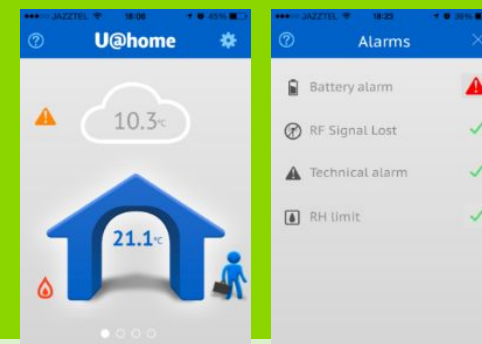 JAZZTEL 18:08 45%
U@home
10.3°C
21.1°C
JAZZTEL 18:23 39%
Alarms
Battery alarm
RF Signal Lost
Technical alarm
RH limit